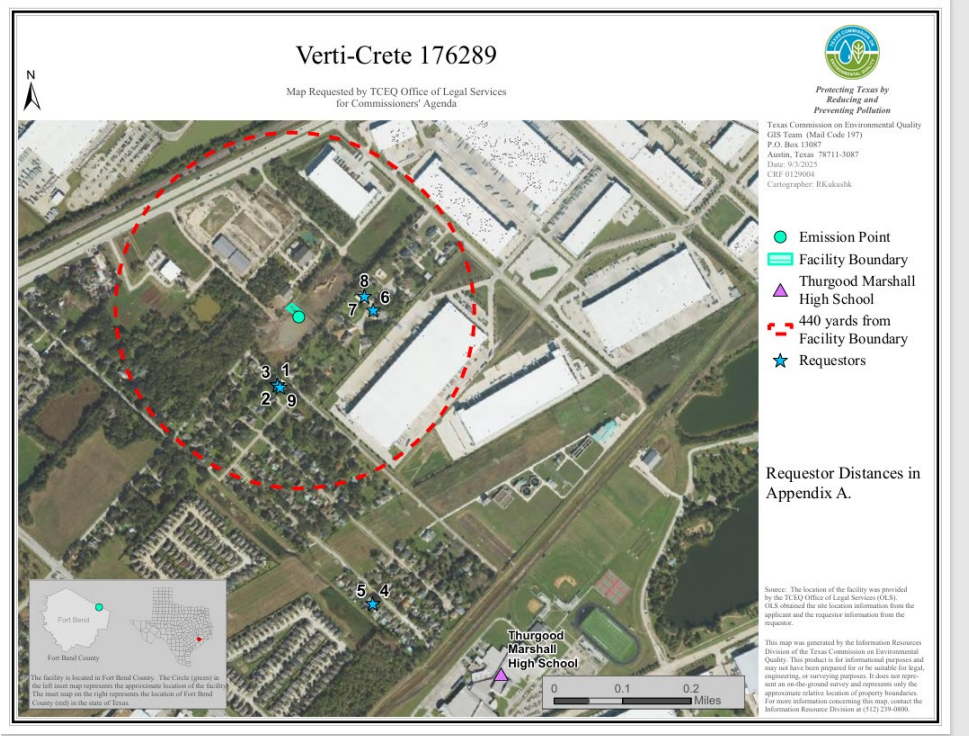 Verti-Crete 176289
Map Requested by TCEQ Office of Legal Services
for Commissioners' Agenda
N
TEXAS COMMISSION ON
ENVIRONMENTAL QUALITY
Protecting Texas by
Reducing and
Preventing Pollution
Texas Commission on Environmental Quality
GIS Team (Mail Code 197)
P.O. Box 13087
Austin, Texas 78711-3087
Date: 9/3/2025
CRF 0129004
Cartographer: RKukushk
Emission Point
Facility Boundary
Thurgood Marshall
High School
440 yards from
Facility Boundary
Requestors
8
6
7
3 1
2 9
5 4
Thurgood
Marshall
High School
0 0.1 0.2
Miles
Requestor Distances in
Appendix A.
Fort Bend
Fort Bend County
The facility is located in Fort Bend County. The Circle (green) in
the left inset map represents the approximate location of the facility
The inset map on the right represents the location of Fort Bend
County (red) in the state of Texas.
Source: The location of the facility was provided
by the TCEQ Office of Legal Services (OLS).
OLS obtained the site location information from the
applicant and the requestor information from the
requestor.
This map was generated by the Information Resources
Division of the Texas Commission on Environmental
Quality. This product is for informational purposes and
may not have been prepared for or be suitable for legal,
engineering, or surveying purposes. It does not repre-
sent an on-the-ground survey and represents only the
approximate relative location of property boundaries.
For more information concerning this map, contact the
Information Resource Division at (512) 239-0800.